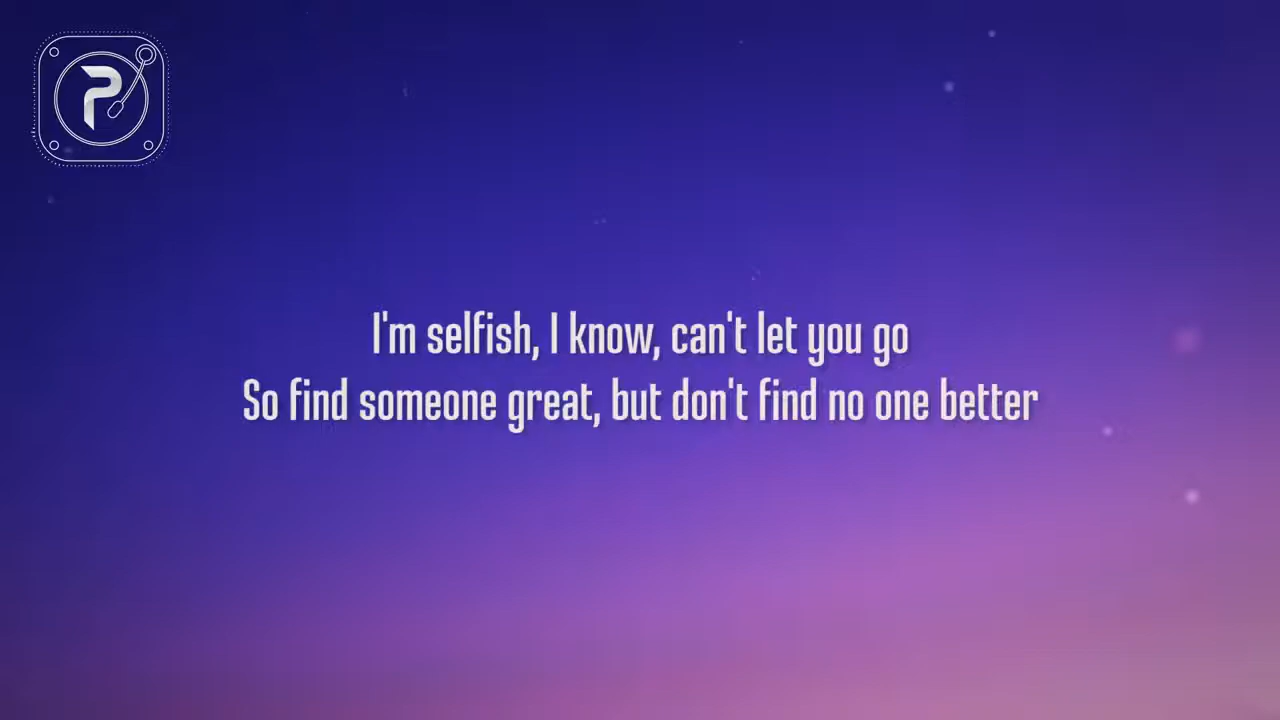 P
I'm selfish, I know, can't let you go
So find someone great, but don't find no one better